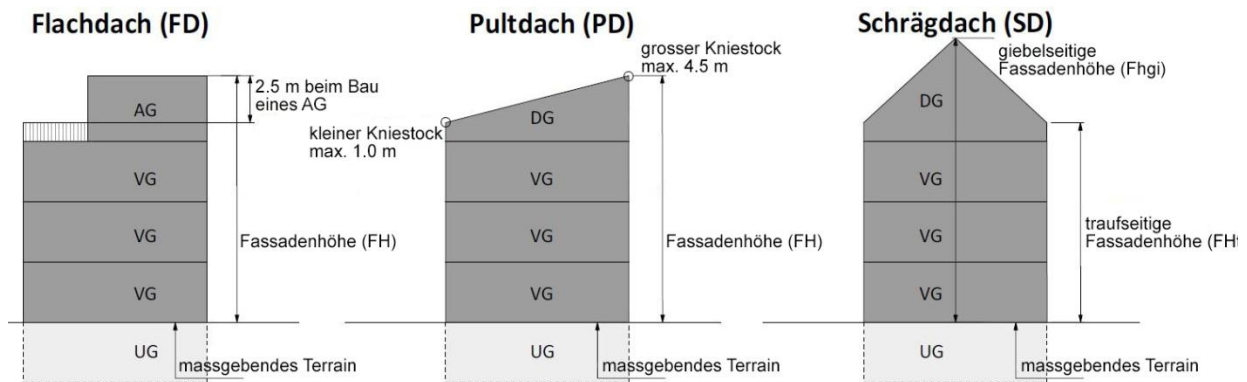 Flachdach (FD)
2.5 m beim Bau
eines AG
AG
VG
VG
VG
Fassadenhöhe (FH)
UG
massgebendes Terrain
Pultdach (PD)
grosser Kniestock
max. 4.5 m
kleiner Kniestock
max. 1.0 m
DG
VG
VG
VG
Fassadenhöhe (FH)
UG
massgebendes Terrain
Schrägdach (SD)
giebelseitige
Fassadenhöhe (Fhgi)
DG
VG
VG
VG
traufseitige
Fassadenhöhe (FHt
UG
massgebendes Terrain